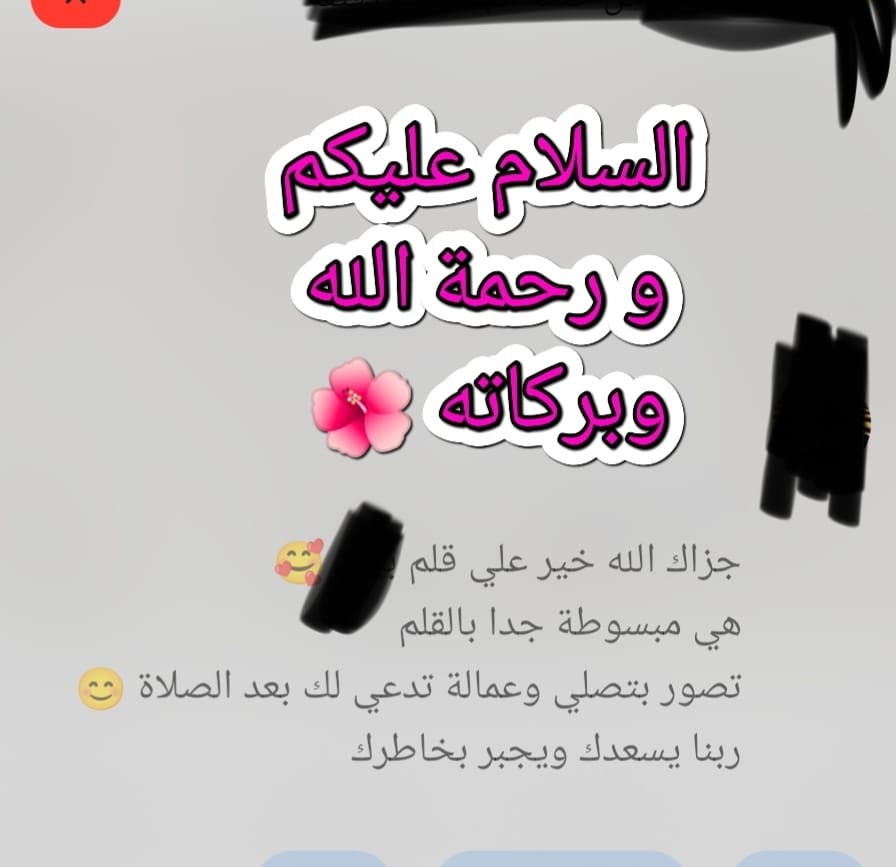 السلام عليكم
و رحمة الله
وبركاته 🌺
جزاك الله خير علي قلم 🥰
هي مبسوطة جدا بالقلم
تصور بتصلي وعمالة تدعي لك بعد الصلاة 😊
ربنا يسعدك ويجبر بخاطرك